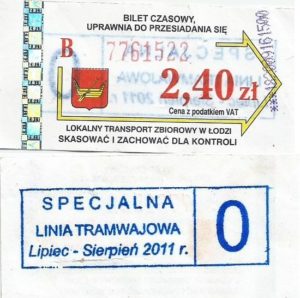 BILET CZASOWY,
UPRAWNIA DO PRZESIADANIA SIĘ
B 7761523
2,40 zł
Cena z podatkiem VAT
LOKALNY TRANSPORT ZBIOROWY W ŁODZI
SKASOWAĆ I ZACHOWAĆ DLA KONTROLI
SPECJALNA
LINIA TRAMWAJOWA
Lipiec - Sierpień 2011 r.
0